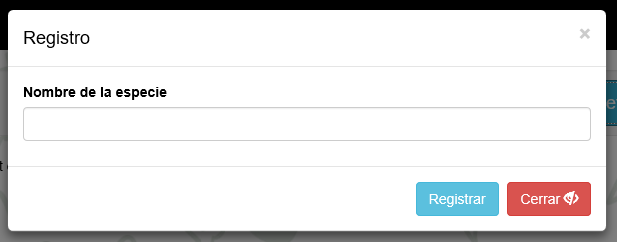 Registro
×
Nombre de la especie
Registrar
Cerrar